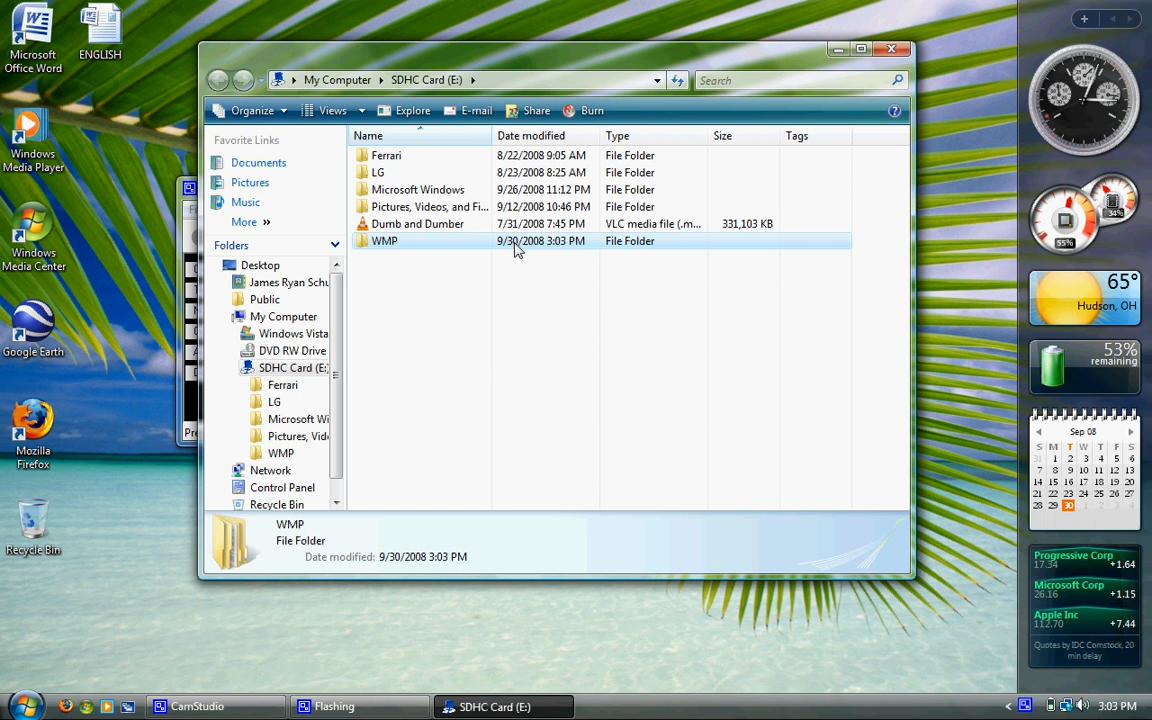 Microsoft Office Word
ENGLISH
Windows Media Player
Windows Media Center
Google Earth
Mozilla Firefox
Recycle Bin
My Computer
SDHC Card (E:)
Search
Organize
Views
Explore
E-mail
Share
Burn
Favorite Links
Documents
Pictures
Music
More »
Folders
Desktop
James Ryan Schu
Public
My Computer
Windows Vista
DVD RW Drive
SDHC Card (E:
Ferrari
LG
Microsoft Wi
Pictures, Vide
WMP
Network
Control Panel
Recycle Bin
Name Date modified Type Size Tags
Ferrari 8/22/2008 9:05 AM File Folder
LG 8/23/2008 8:25 AM File Folder
Microsoft Windows 9/26/2008 11:12 PM File Folder
Pictures, Videos, and Fi... 9/12/2008 10:46 PM File Folder
Dumb and Dumber 7/31/2008 7:45 PM VLC media file (.m... 331,103 KB
WMP 9/30/2008 3:03 PM File Folder
WMP
File Folder
Date modified: 9/30/2008 3:03 PM
34%
55%
65°
Hudson, OH
53%
remaining
Sep 08
S M T W T F S
31 1 2 3 4 5 6
7 8 9 10 11 12 13
14 15 16 17 18 19 20
21 22 23 24 25 26 27
28 29 30 1 2 3 4
Progressive Corp
17.34 +1.64
Microsoft Corp
26.16 +1.15
Apple Inc
112.70 +7.44
Quotes by IDC Comstock, 20
min delay
CamStudio
Flashing
SDHC Card (E:)
3:03 PM